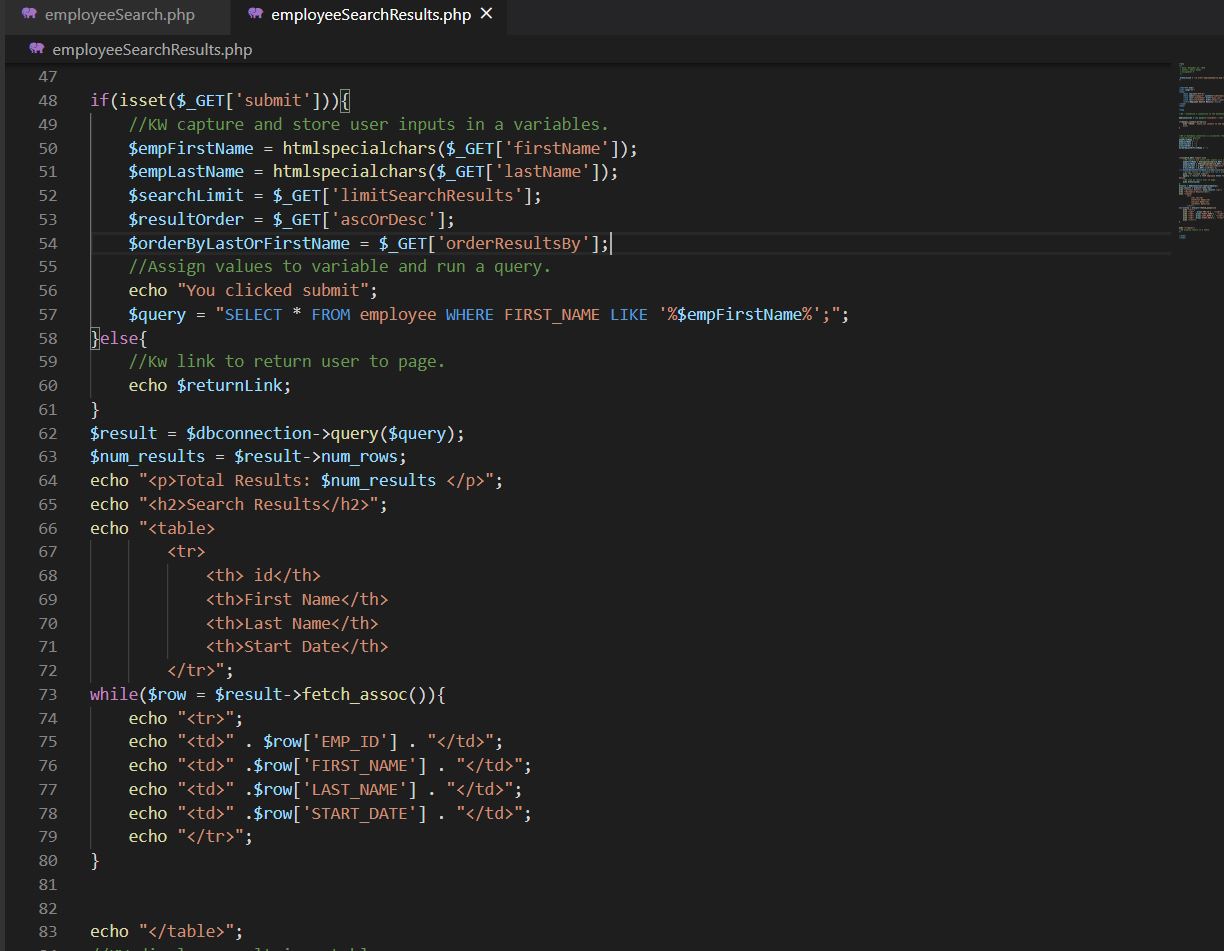 employeeSearch.php
employeeSearchResults.php ×
employeeSearchResults.php
47
48 if(isset($_GET['submit'])){
49 //KW capture and store user inputs in a variables.
50 $empFirstName = htmlspecialchars($_GET['firstName']);
51 $empLastName = htmlspecialchars($_GET['lastName']);
52 $searchLimit = $_GET['limitSearchResults'];
53 $resultOrder = $_GET['ascOrDesc'];
54 $orderByLastOrFirstName = $_GET['orderResultsBy'];
55 //Assign values to variable and run a query.
56 echo "You clicked submit";
57 $query = "SELECT * FROM employee WHERE FIRST_NAME LIKE '%$empFirstName%';";
58 }else{
59 //Kw link to return user to page.
60 echo $returnLink;
61 }
62 $result = $dbconnection->query($query);
63 $num_results = $result->num_rows;
64 echo "<p>Total Results: $num_results </p>";
65 echo "<h2>Search Results</h2>";
66 echo "<table>
67 <tr>
68 <th> id</th>
69 <th>First Name</th>
70 <th>Last Name</th>
71 <th>Start Date</th>
72 </tr>";
73 while($row = $result->fetch_assoc()){
74 echo "<tr>";
75 echo "<td>" . $row['EMP_ID'] . "</td>";
76 echo "<td>" .$row['FIRST_NAME'] . "</td>";
77 echo "<td>" .$row['LAST_NAME'] . "</td>";
78 echo "<td>" .$row['START_DATE'] . "</td>";
79 echo "</tr>";
80 }
81
82
83 echo "</table>";